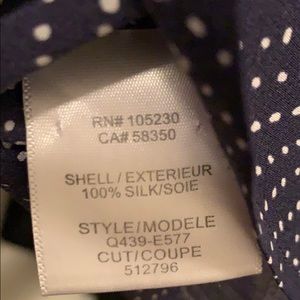 RN# 105230
CA# 58350
SHELL/EXTERIEUR
100% SILK/SOIE
STYLE/MODELE
Q439-E577
CUT/COUPE
512796